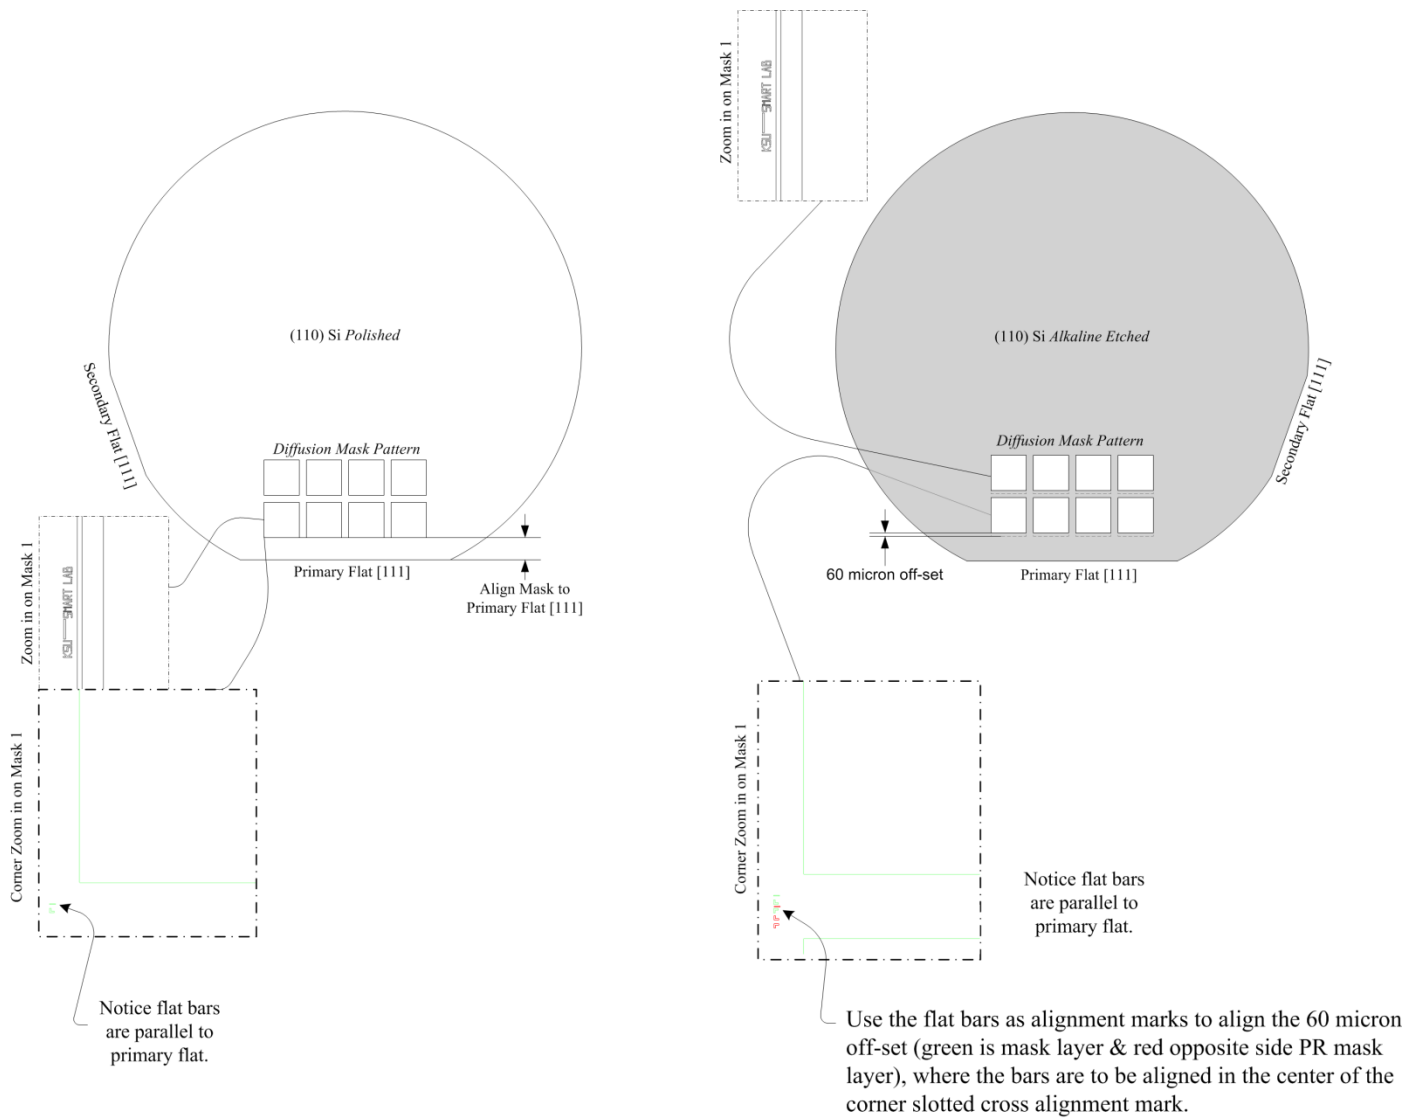 Zoom in on Mask 1
KSU
SMART LAB
(110) Si Polished
Secondary Flat [111]
Diffusion Mask Pattern
Primary Flat [111]
Align Mask to
Primary Flat [111]
Zoom in on Mask 1
KSU
SMART LAB
Corner Zoom in on Mask 1
Notice flat bars
are parallel to
primary flat.
(110) Si Alkaline Etched
Secondary Flat [111]
Diffusion Mask Pattern
60 micron off-set
Primary Flat [111]
Corner Zoom in on Mask 1
Notice flat bars
are parallel to
primary flat.
Use the flat bars as alignment marks to align the 60 micron
off-set (green is mask layer & red opposite side PR mask
layer), where the bars are to be aligned in the center of the
corner slotted cross alignment mark.